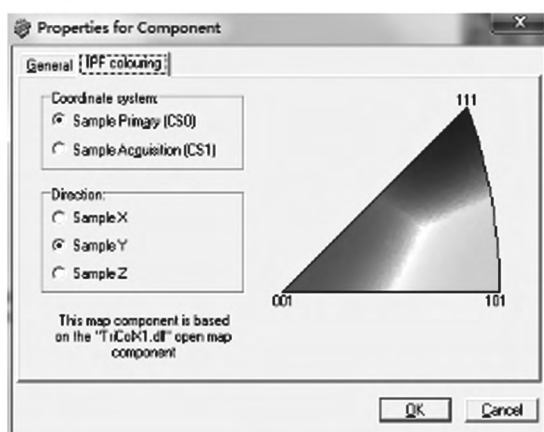 Properties for Component
General
IPF colouring
Coordinate system:
Sample Primary (CS0)
Sample Acquisition (CS1)
Direction:
Sample X
Sample Y
Sample Z
This map component is based
on the "TriColX1.dll" open map
component
111
001
101
OK
Cancel